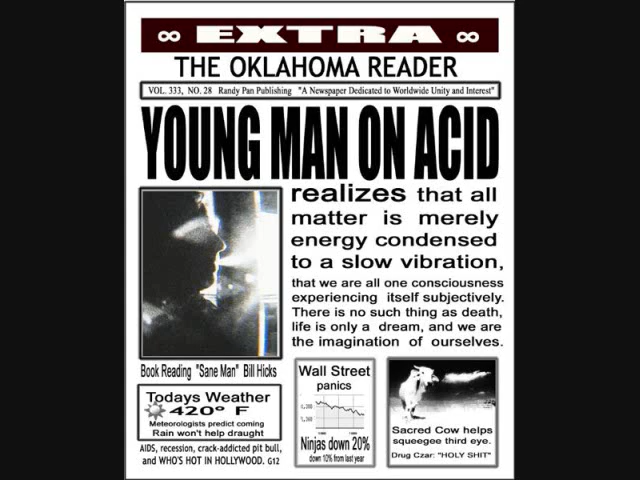 ∞ EXTRA ∞
THE OKLAHOMA READER
VOL. 333, NO. 28 Randy Pan Publishing "A Newspaper Dedicated to Worldwide Unity and Interest"
YOUNG MAN ON ACID
realizes that all
matter is merely
energy condensed
to a slow vibration,
that we are all one consciousness
experiencing itself subjectively.
There is no such thing as death,
life is only a dream, and we are
the imagination of ourselves.
Book Reading "Sane Man" Bill Hicks
Todays Weather
420° F
Meteorologists predict coming
Rain won't help draught
AIDS, recession, crack-addicted pit bull,
and WHO'S HOT IN HOLLYWOOD. G12
Wall Street
panics
Ninjas down 20%
down 10% from last year
Sacred Cow helps
squeegee third eye.
Drug Czar: "HOLY SHIT"